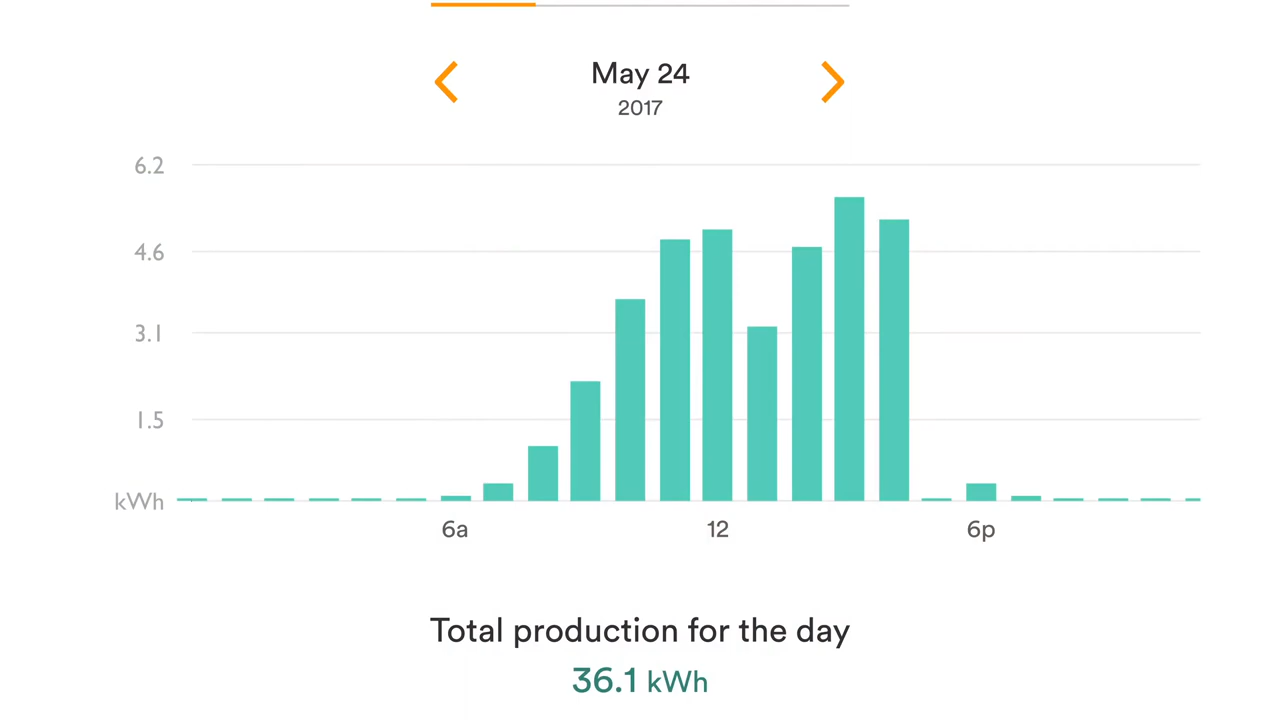 May 24
2017
6.2
4.6
3.1
1.5
kWh
6a 12 6p
Total production for the day
36.1 kWh